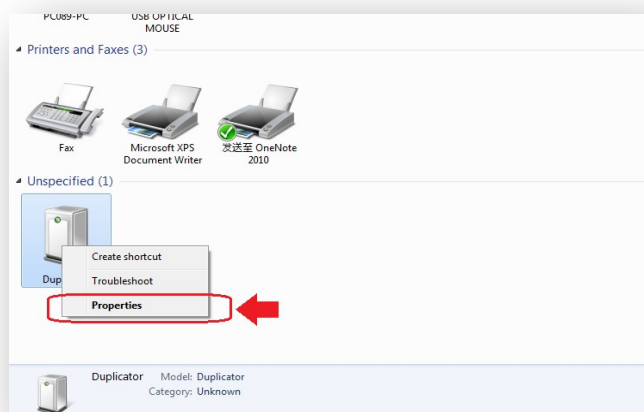 PC089-PC
USB OPTICAL
MOUSE
Printers and Faxes (3)
Fax
Microsoft XPS
Document Writer
发送至 OneNote
2010
Unspecified (1)
Dup
Create shortcut
Troubleshoot
Properties
Duplicator
Model: Duplicator
Category: Unknown